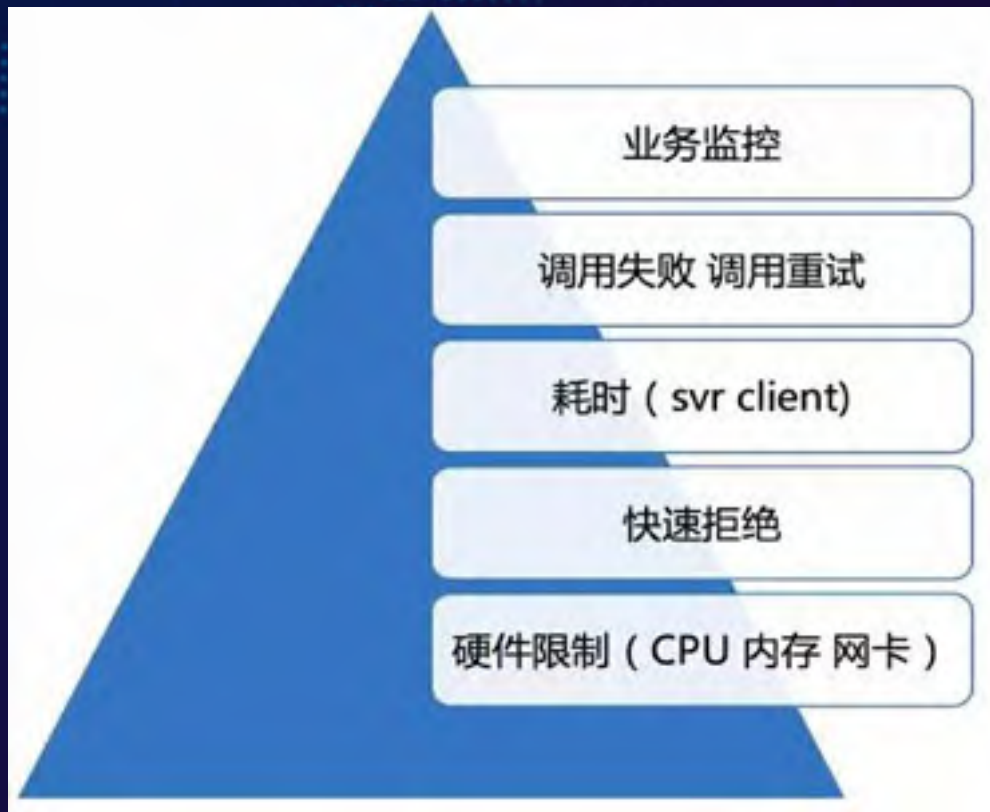 业务监控
调用失败 调用重试
耗时（svr client)
快速拒绝
硬件限制（CPU 内存 网卡）